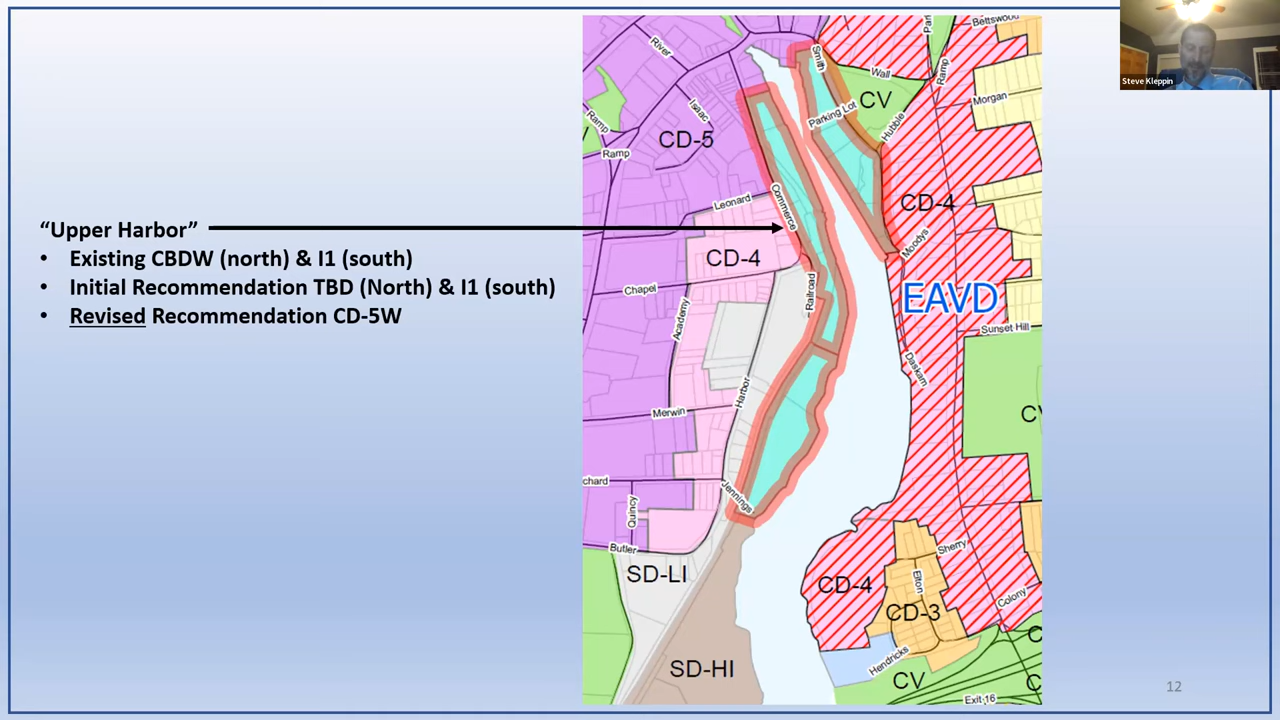 “Upper Harbor”
• Existing CBDW (north) & I1 (south)
• Initial Recommendation TBD (North) & I1 (south)
• Revised Recommendation CD-5W
River
Isaac
Ramp
Ramp
CD-5
Leonard
CD-4
Chapel
Academy
Commerce
Railroad
Harbor
Merwin
chard
Quincy
Jennings
Butler
SD-LI
SD-HI
Smith
Wall
CV
Parking Lot
Hubble
Ramp
Bettswood
Morgan
CD-4
Moodys
EAVD
Sunset Hill
Daskam
CV
CD-4
Sherry
Elton
CD-3
Colony
Hendricks
CV
Exit 16
12
Steve Kleppin